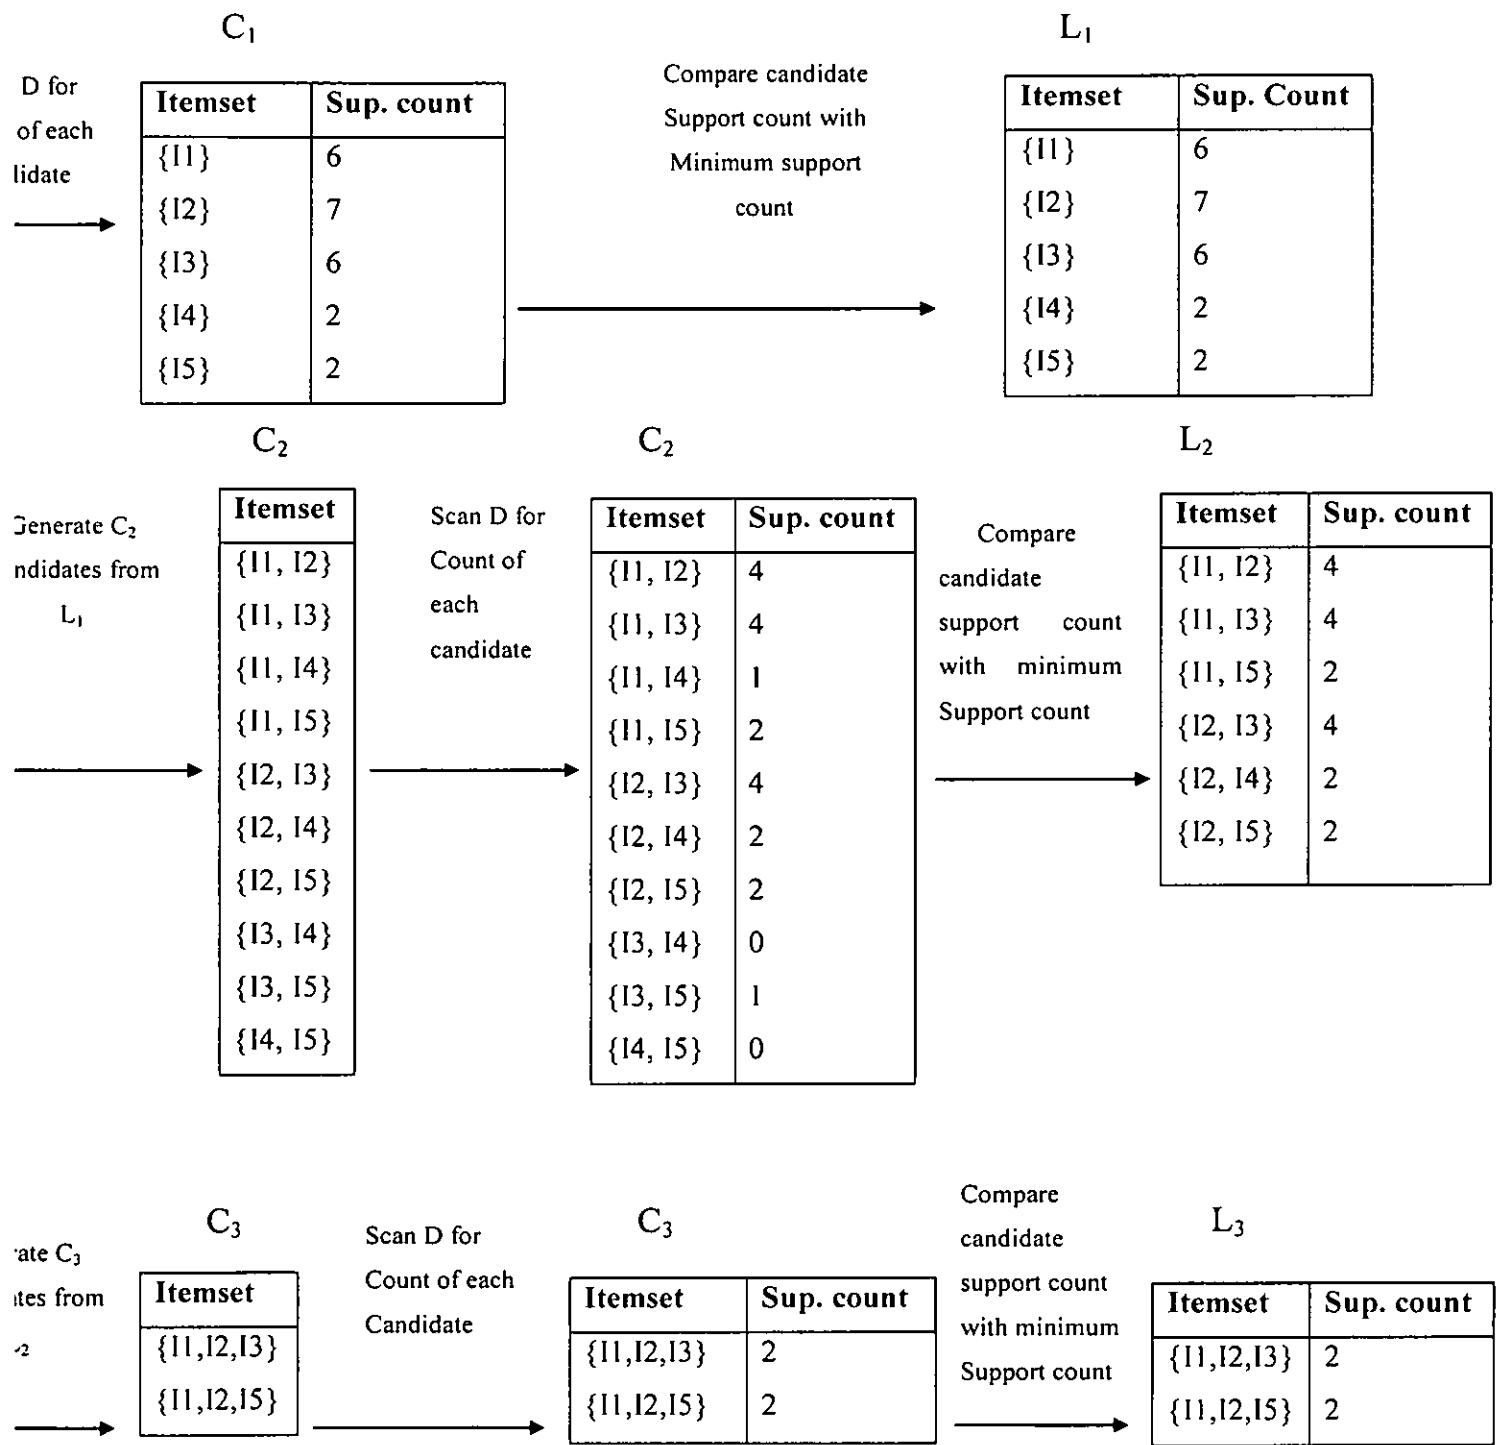 C1
L1
D for
of each
lidate
Itemset Sup. count
{I1} 6
{I2} 7
{I3} 6
{I4} 2
{I5} 2
Compare candidate
Support count with
Minimum support
count
Itemset Sup. Count
{I1} 6
{I2} 7
{I3} 6
{I4} 2
{I5} 2
C2
C2
L2
Generate C2
ndidates from
L1
Itemset
{I1, I2}
{I1, I3}
{I1, I4}
{I1, I5}
{I2, I3}
{I2, I4}
{I2, I5}
{I3, I4}
{I3, I5}
{I4, I5}
Scan D for
Count of
each
candidate
Itemset Sup. count
{I1, I2} 4
{I1, I3} 4
{I1, I4} 1
{I1, I5} 2
{I2, I3} 4
{I2, I4} 2
{I2, I5} 2
{I3, I4} 0
{I3, I5} 1
{I4, I5} 0
Compare
candidate
support count
with minimum
Support count
Itemset Sup. count
{I1, I2} 4
{I1, I3} 4
{I1, I5} 2
{I2, I3} 4
{I2, I4} 2
{I2, I5} 2
C3
C3
L3
rate C3
tes from
2
Itemset
{I1,I2,I3}
{I1,I2,I5}
Scan D for
Count of each
Candidate
Itemset Sup. count
{I1,I2,I3} 2
{I1,I2,I5} 2
Compare
candidate
support count
with minimum
Support count
Itemset Sup. count
{I1,I2,I3} 2
{I1,I2,I5} 2